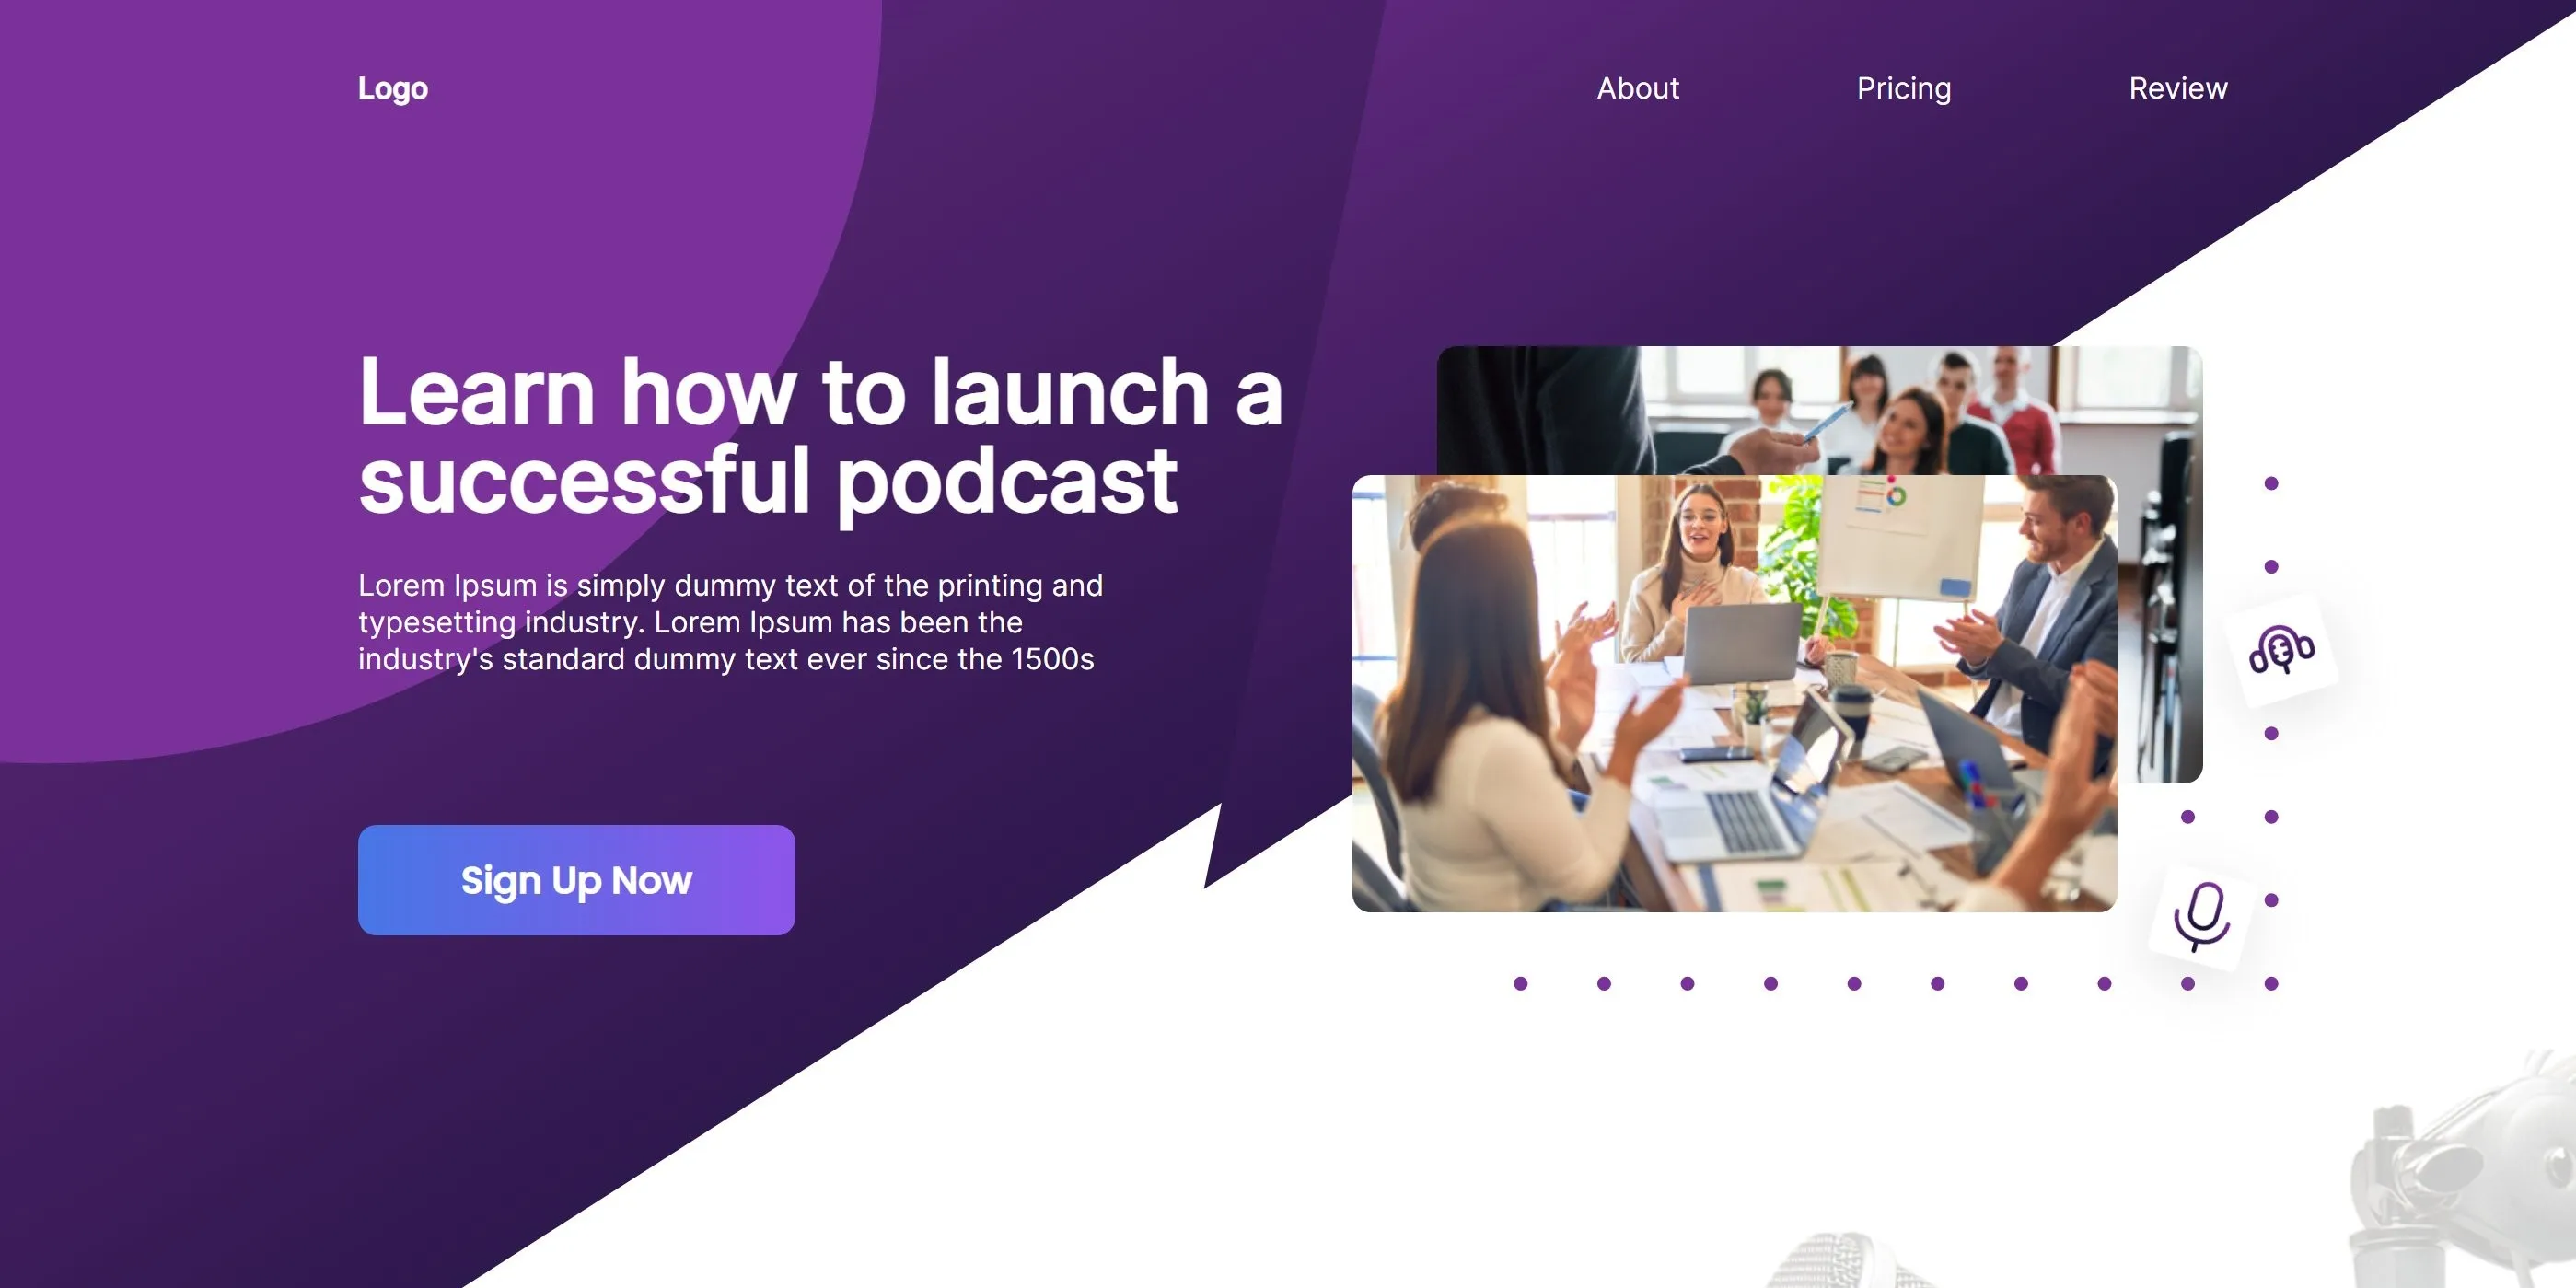 Logo
About
Pricing
Review
Learn how to launch a
successful podcast
Lorem Ipsum is simply dummy text of the printing and
typesetting industry. Lorem Ipsum has been the
industry's standard dummy text ever since the 1500s
Sign Up Now